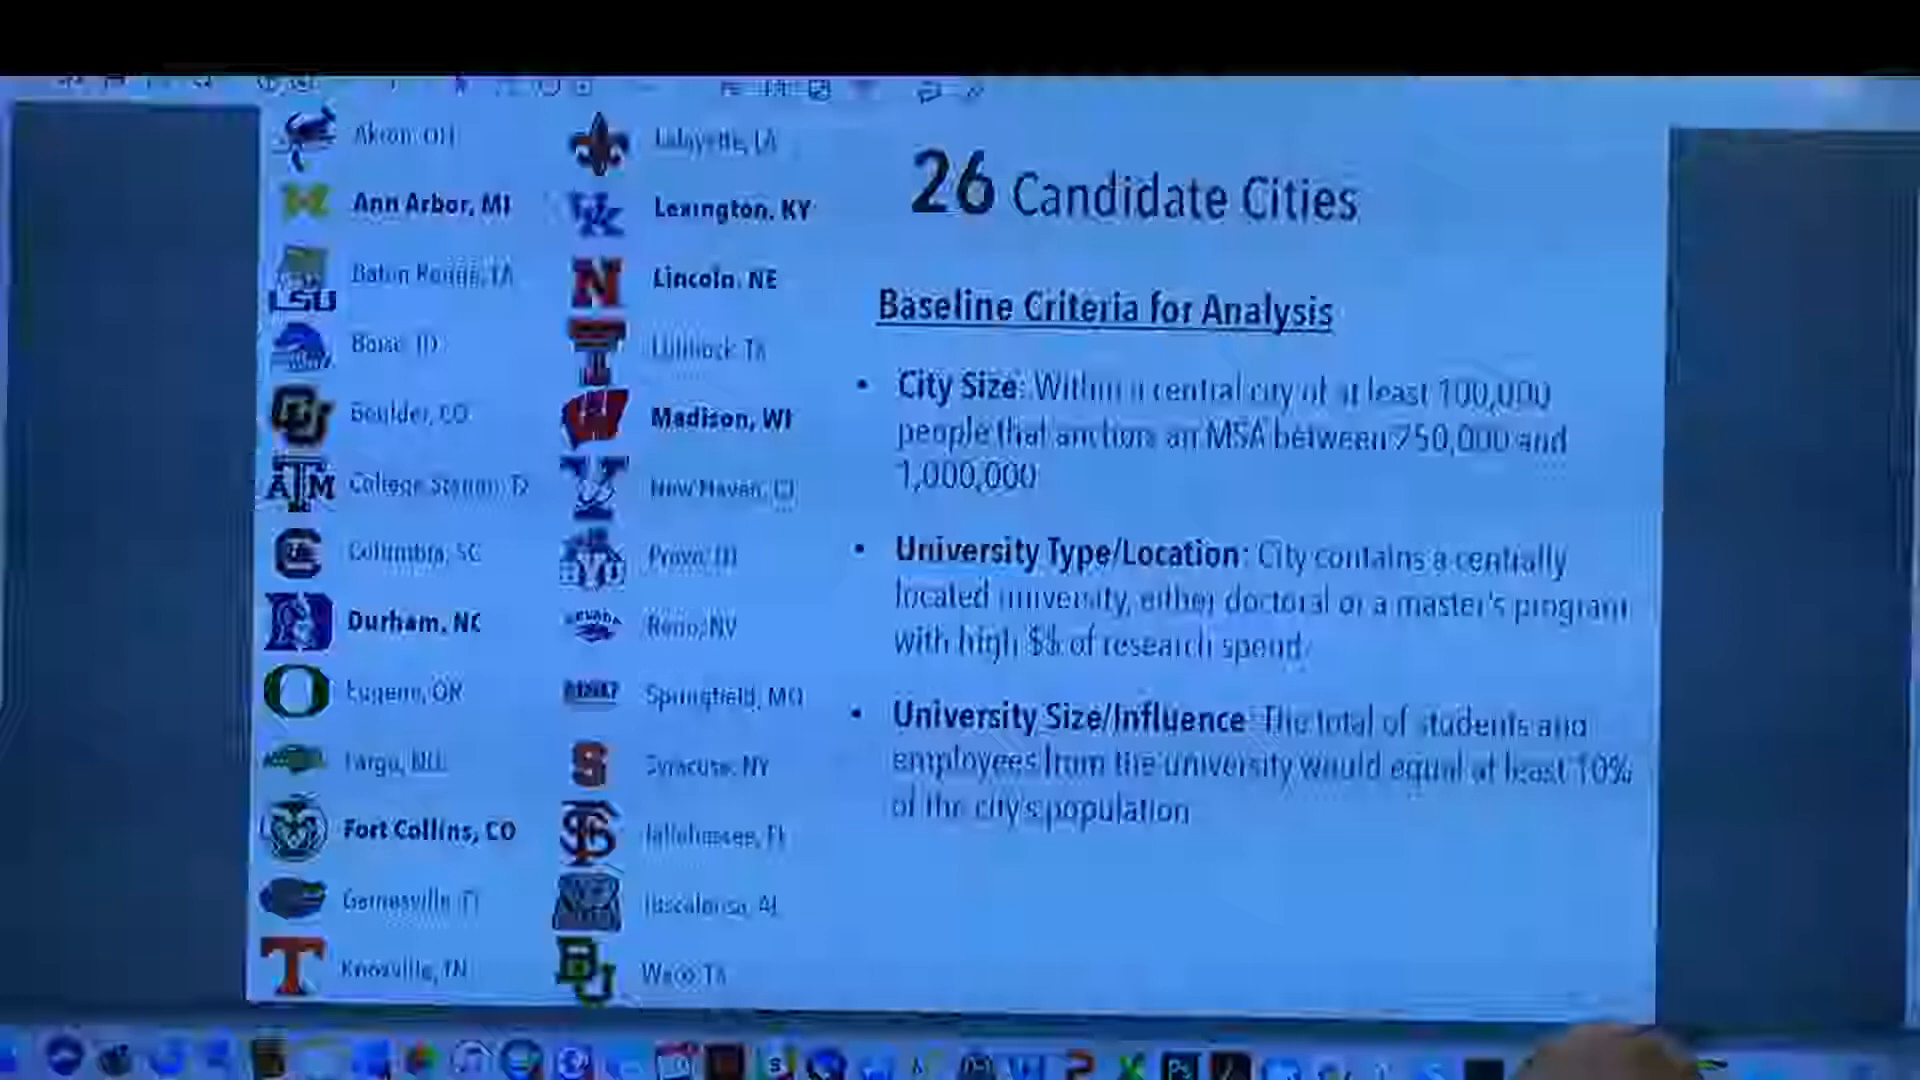 Akron, OH
Ann Arbor, MI
LSU
Baton Rouge, LA
Boise, ID
Boulder, CO
College Station, TX
Columbia, SC
Durham, NC
Eugene, OR
Fargo, ND
Fort Collins, CO
Gainesville, FL
Knoxville, TN
Lafayette, LA
Lexington, KY
Lincoln, NE
Lubbock, TX
Madison, WI
New Haven, CT
Provo, UT
NEVADA
Reno, NV
Springfield, MO
Syracuse, NY
Tallahassee, FL
Tuscaloosa, AL
Waco, TX
26 Candidate Cities
Baseline Criteria for Analysis
• City Size: Within a central city of at least 100,000
people that anchors an MSA between 250,000 and
1,000,000
• University Type/Location: City contains a centrally
located university, either doctoral or a master's program
with high $$ of research spend.
• University Size/Influence: The total of students and
employees from the university would equal at least 10%
of the city's population